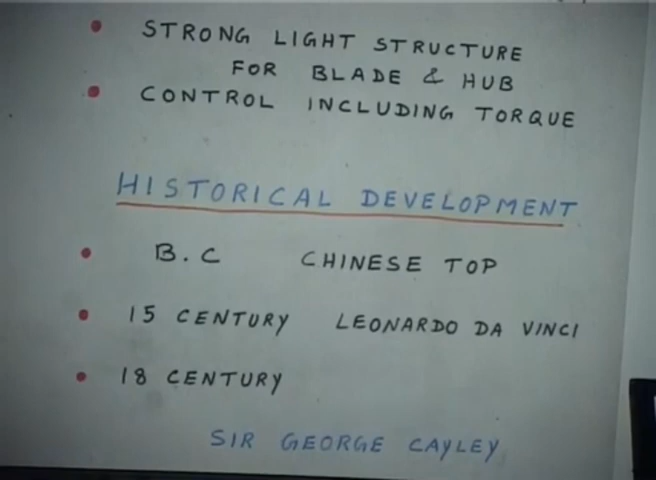 • STRONG LIGHT STRUCTURE
FOR BLADE & HUB
• CONTROL INCLUDING TORQUE
HISTORICAL DEVELOPMENT
• B.C CHINESE TOP
• 15 CENTURY LEONARDO DA VINCI
• 18 CENTURY
SIR GEORGE CAYLEY